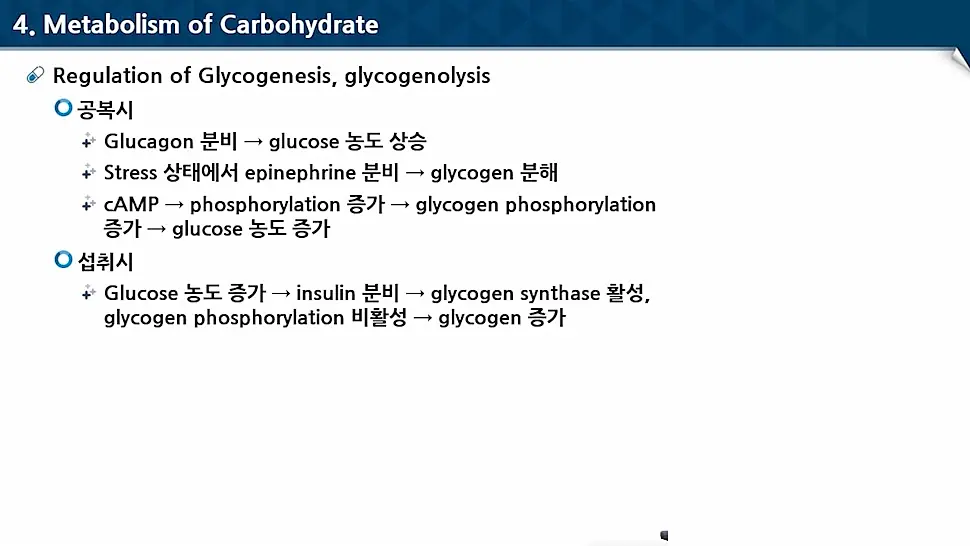 4. Metabolism of Carbohydrate
Regulation of Glycogenesis, glycogenolysis
공복시
Glucagon 분비 → glucose 농도 상승
Stress 상태에서 epinephrine 분비 → glycogen 분해
cAMP → phosphorylation 증가 → glycogen phosphorylation
증가 → glucose 농도 증가
섭취시
Glucose 농도 증가 → insulin 분비 → glycogen synthase 활성,
glycogen phosphorylation 비활성 → glycogen 증가